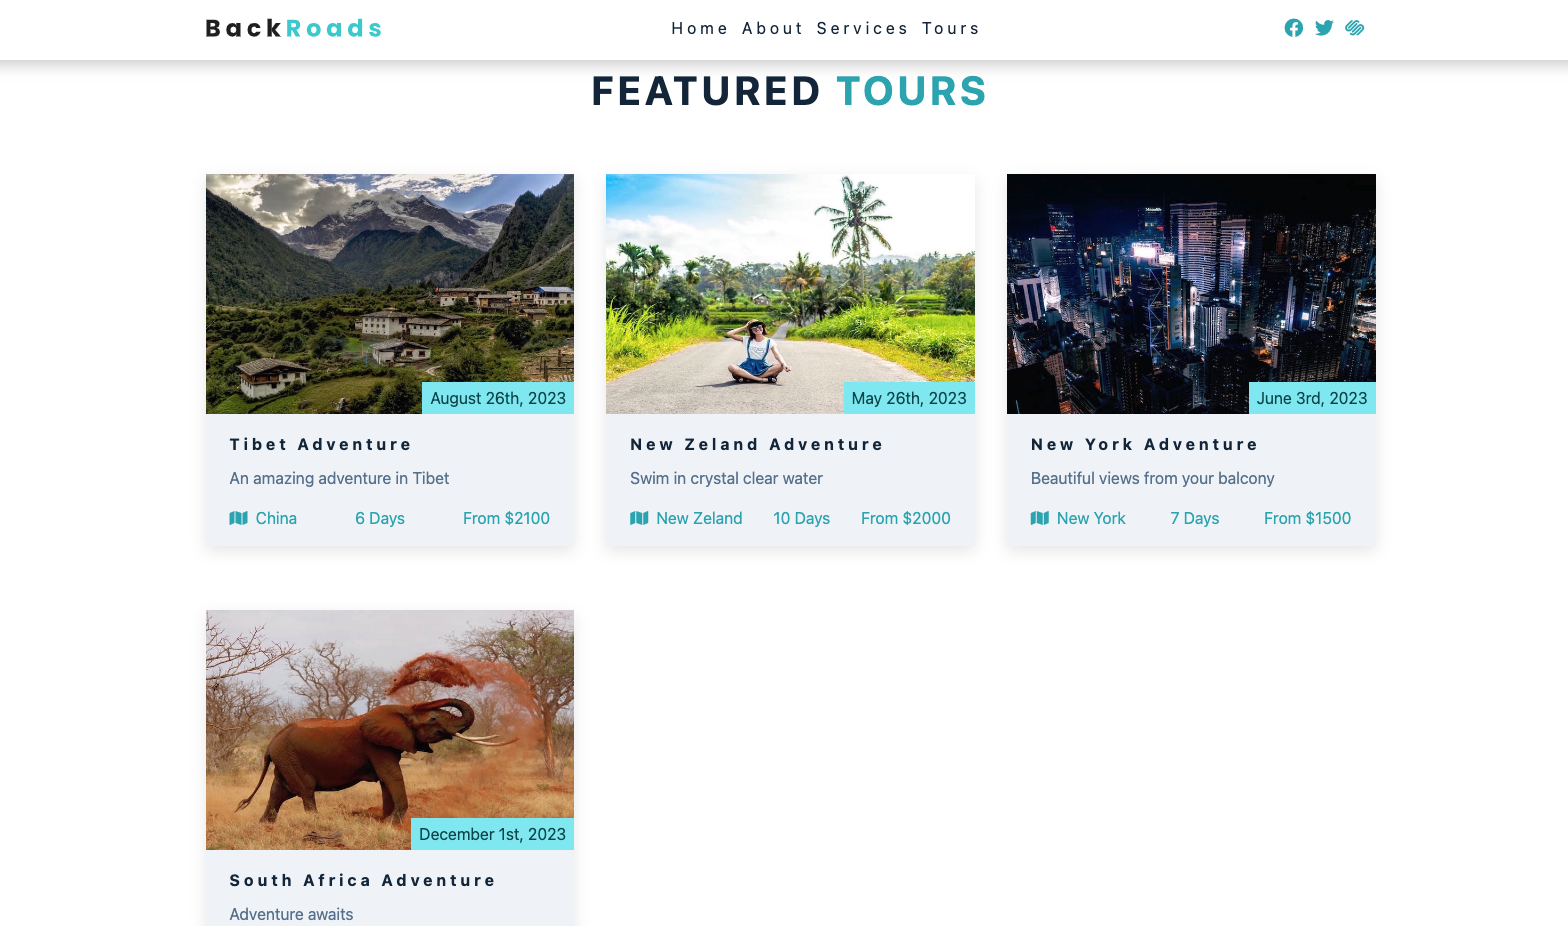 BackRoads
Home About Services Tours
FEATURED TOURS
August 26th, 2023
Tibet Adventure
An amazing adventure in Tibet
China 6 Days From $2100
May 26th, 2023
New Zeland Adventure
Swim in crystal clear water
New Zeland 10 Days From $2000
June 3rd, 2023
New York Adventure
Beautiful views from your balcony
New York 7 Days From $1500
December 1st, 2023
South Africa Adventure
Adventure awaits